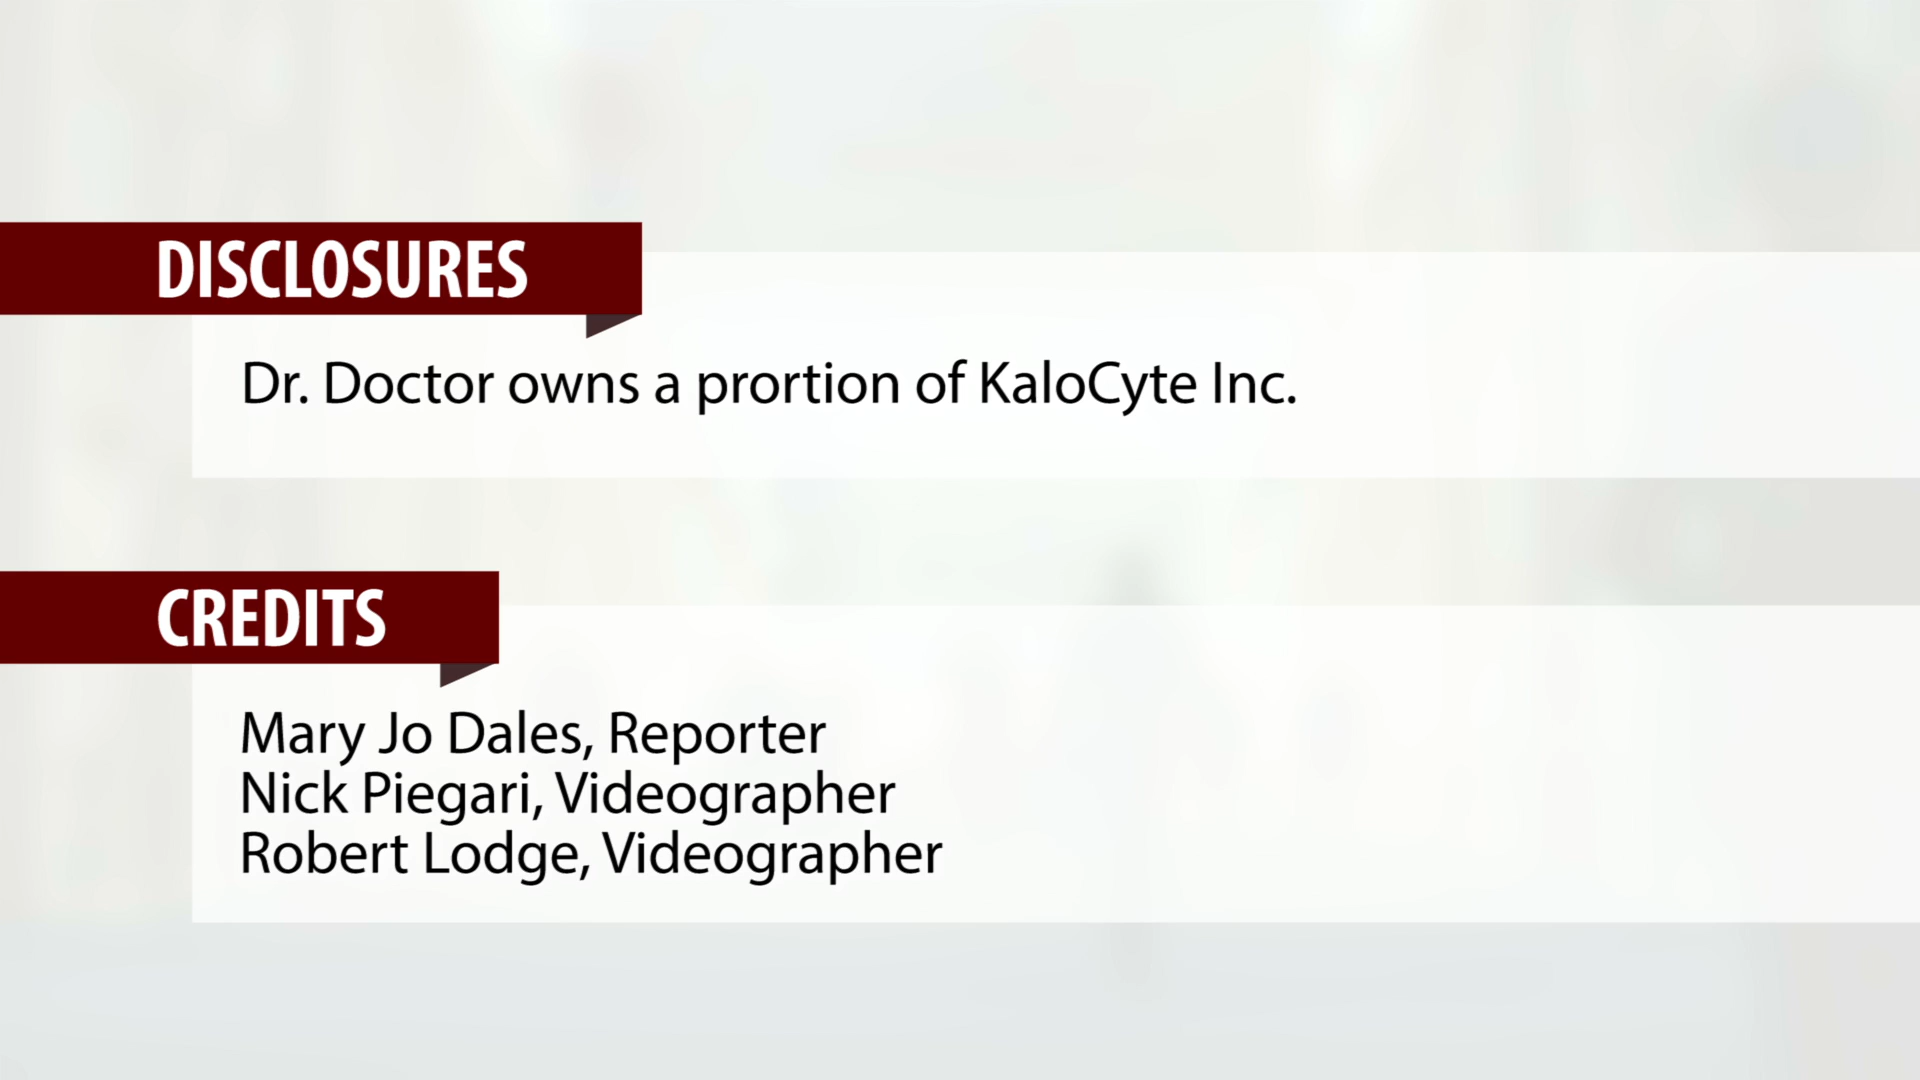 DISCLOSURES
Dr. Doctor owns a prortion of KaloCyte Inc.
CREDITS
Mary Jo Dales, Reporter
Nick Piegari, Videographer
Robert Lodge, Videographer